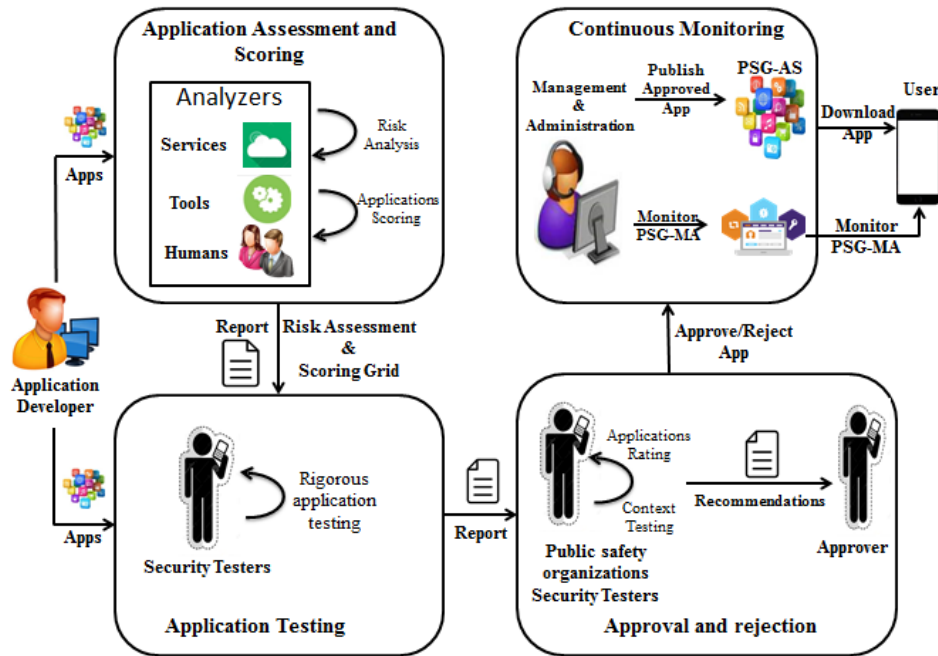 Application Assessment and
Scoring
Analyzers
Services
Tools
Humans
Risk
Analysis
Applications
Scoring
Apps
Application
Developer
Apps
Report
Risk Assessment
&
Scoring Grid
Security Testers
Rigorous
application
testing
Application Testing
Report
Continuous Monitoring
Management
&
Administration
Publish
Approved
App
PSG-AS
Monitor
PSG-MA
User
Download
App
Monitor
PSG-MA
Approve/Reject
App
Applications
Rating
Context
Testing
Public safety
organizations
Security Testers
Recommendations
Approver
Approval and rejection